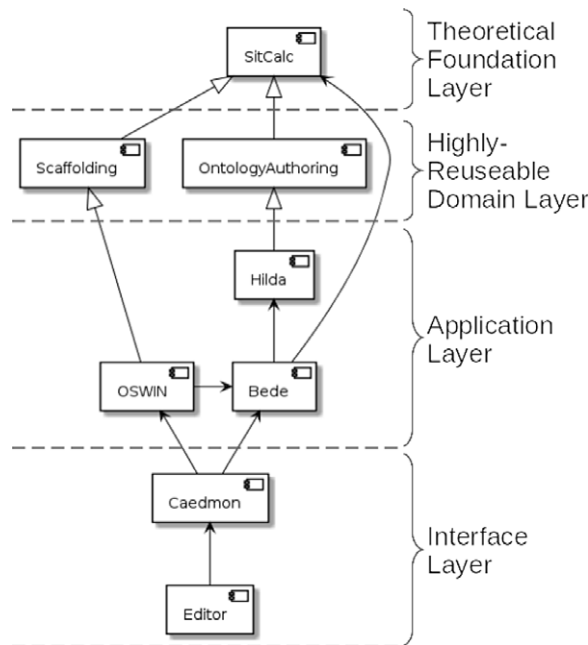 SitCalc
Theoretical
Foundation
Layer
Scaffolding
OntologyAuthoring
Highly-
Reuseable
Domain Layer
Hilda
OSWIN
Bede
Application
Layer
Caedmon
Editor
Interface
Layer